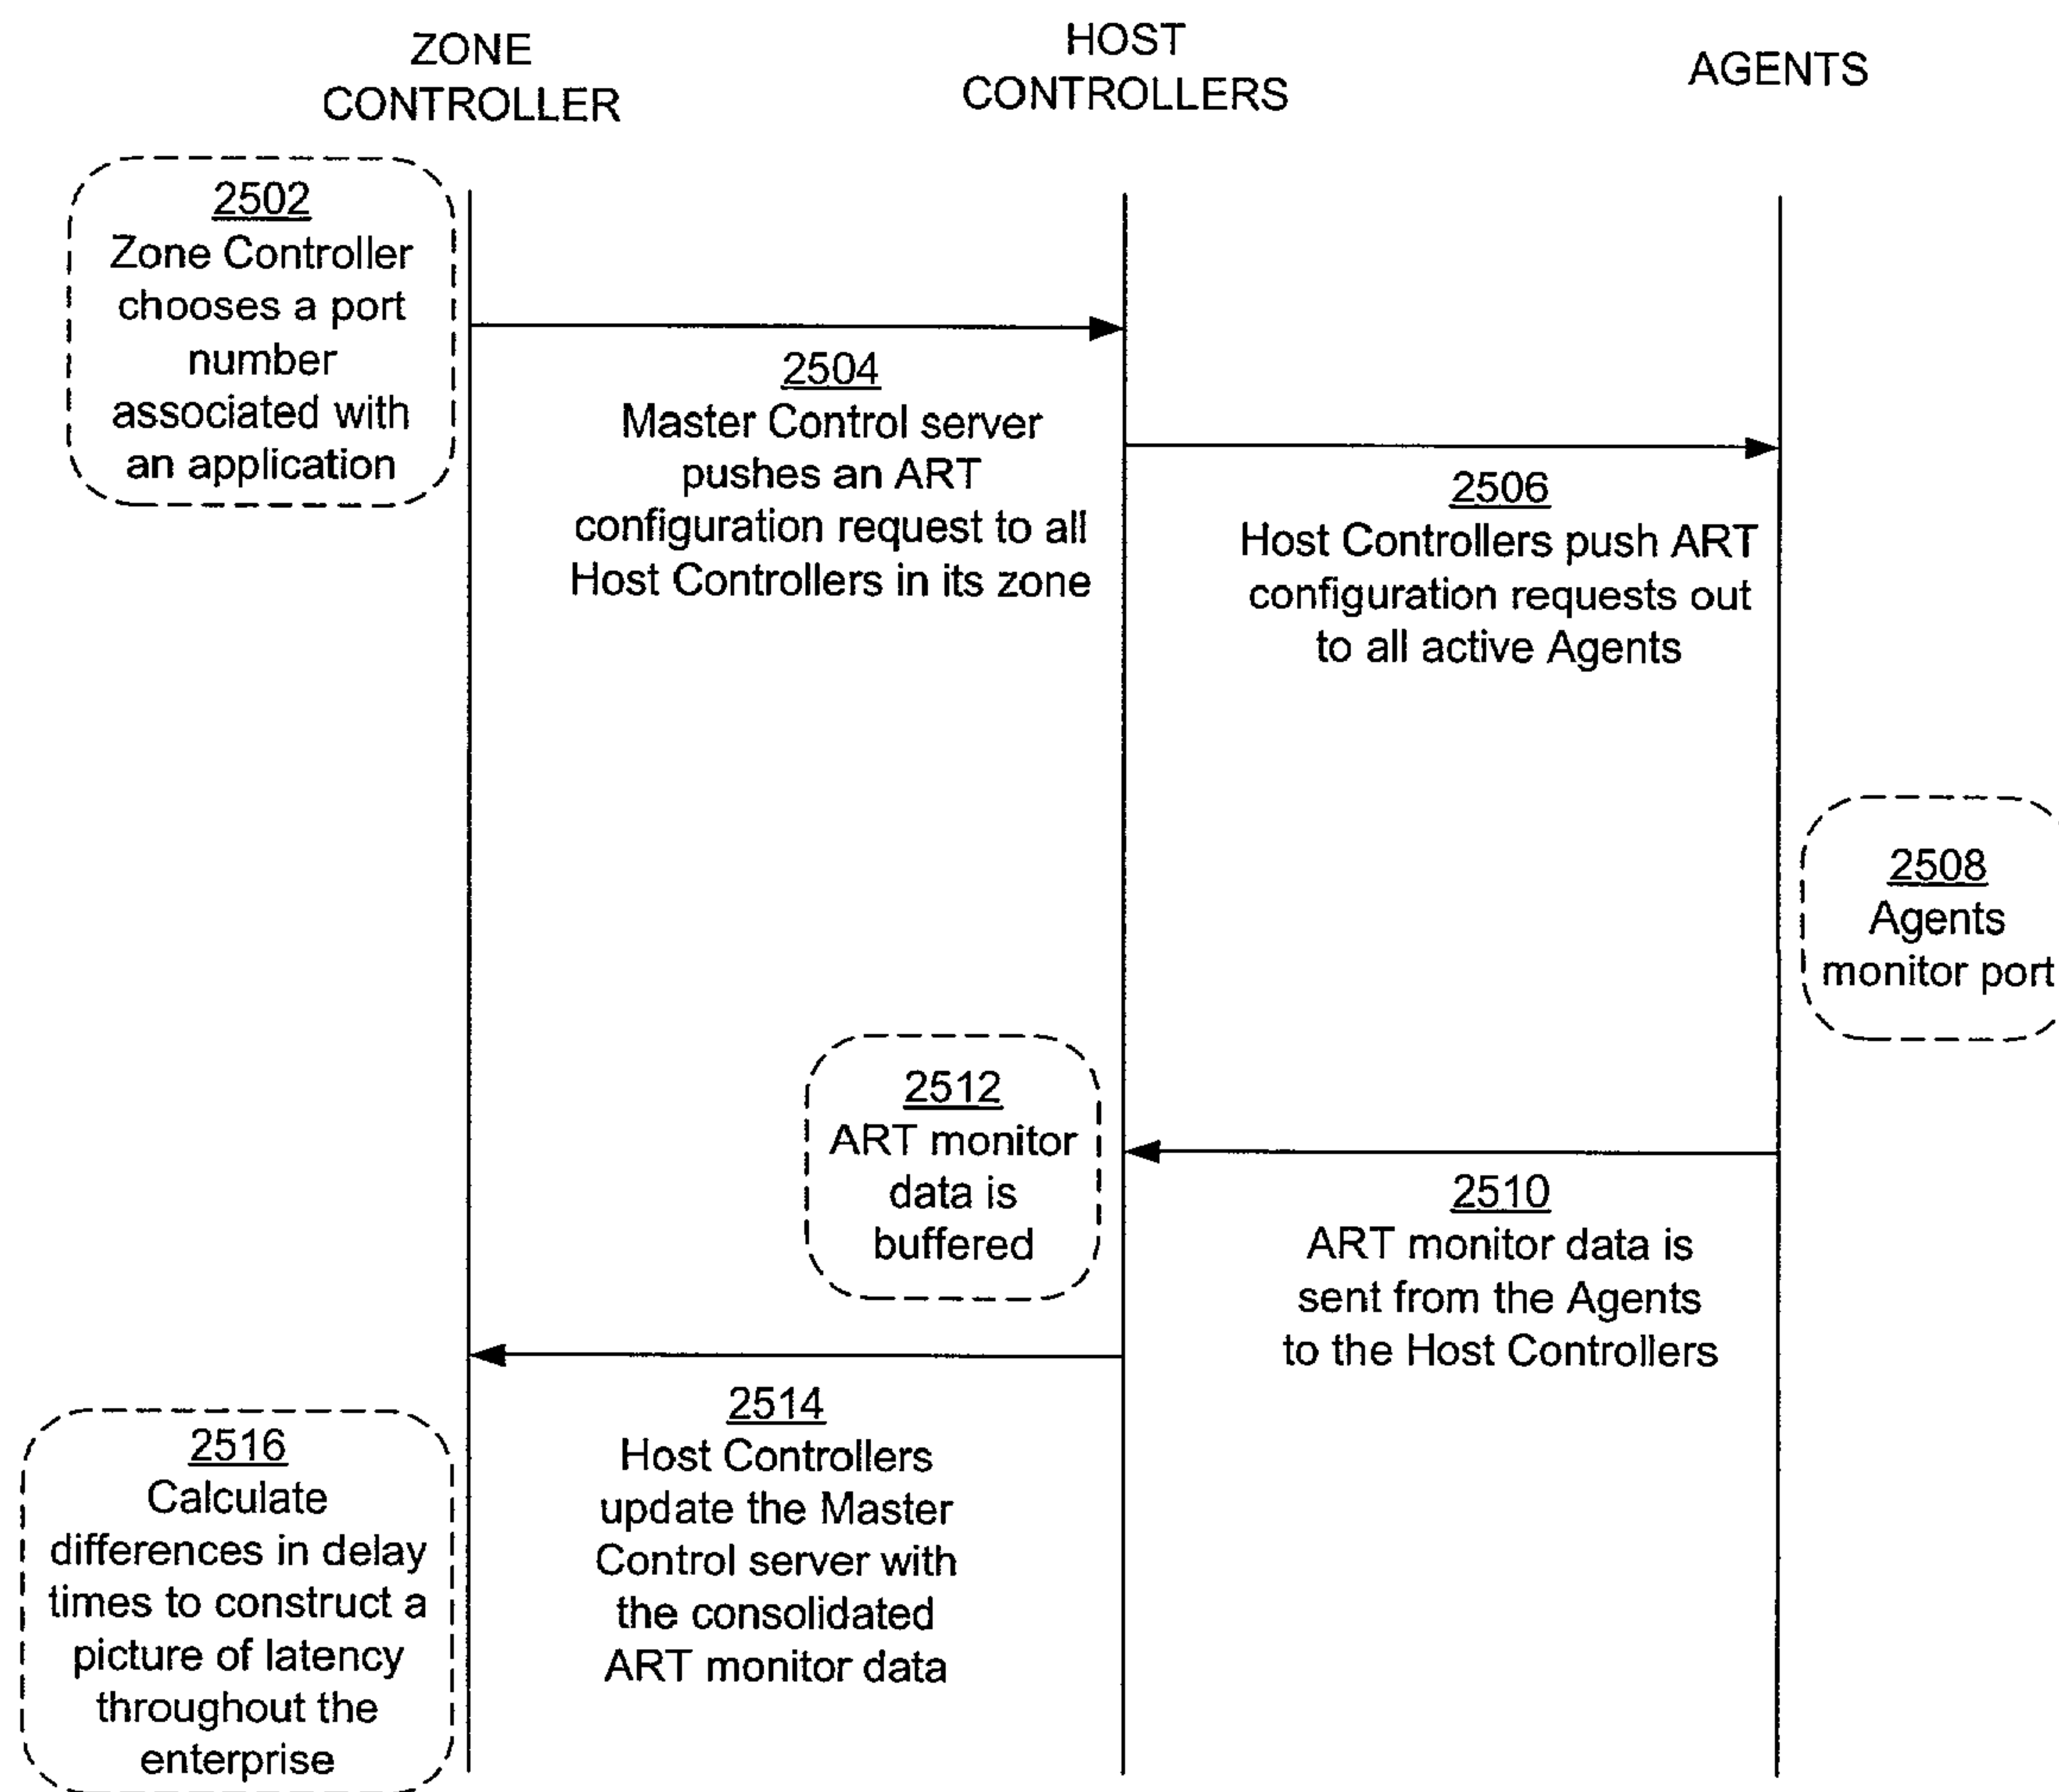 ZONE
CONTROLLER
HOST
CONTROLLERS
AGENTS
2502
Zone Controller
chooses a port
number
associated with
an application
2504
Master Control server
pushes an ART
configuration request to all
Host Controllers in its zone
2506
Host Controllers push ART
configuration requests out
to all active Agents
2508
Agents
monitor port
2510
ART monitor data is
sent from the Agents
to the Host Controllers
2512
ART monitor
data is
buffered
2514
Host Controllers
update the Master
Control server with
the consolidated
ART monitor data
2516
Calculate
differences in delay
times to construct a
picture of latency
throughout the
enterprise